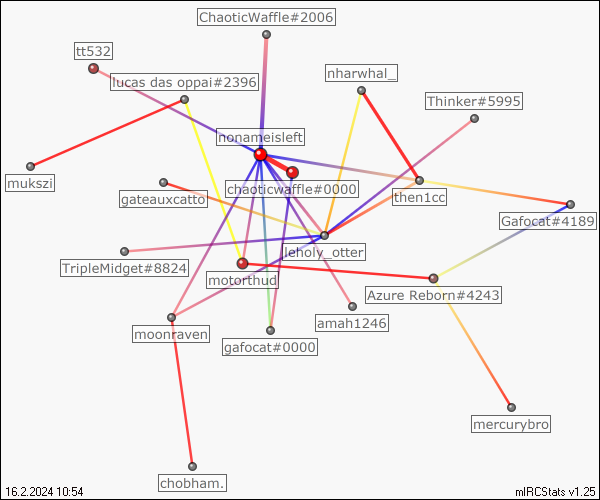 ChaoticWaffle#2006
tt532
nharwhal_
lucas das oppai#2396
Thinker#5995
nonameisleft
mukszi
chaoticwaffle#0000
gateauxcatto
then1cc
Gafocat#4189
leholy_otter
TripleMidget#8824
motorthud
Azure Reborn#4243
amah1246
moonraven
gafocat#0000
mercurybro
chobham.
16.2.2024 10:54
mIRCStats v1.25